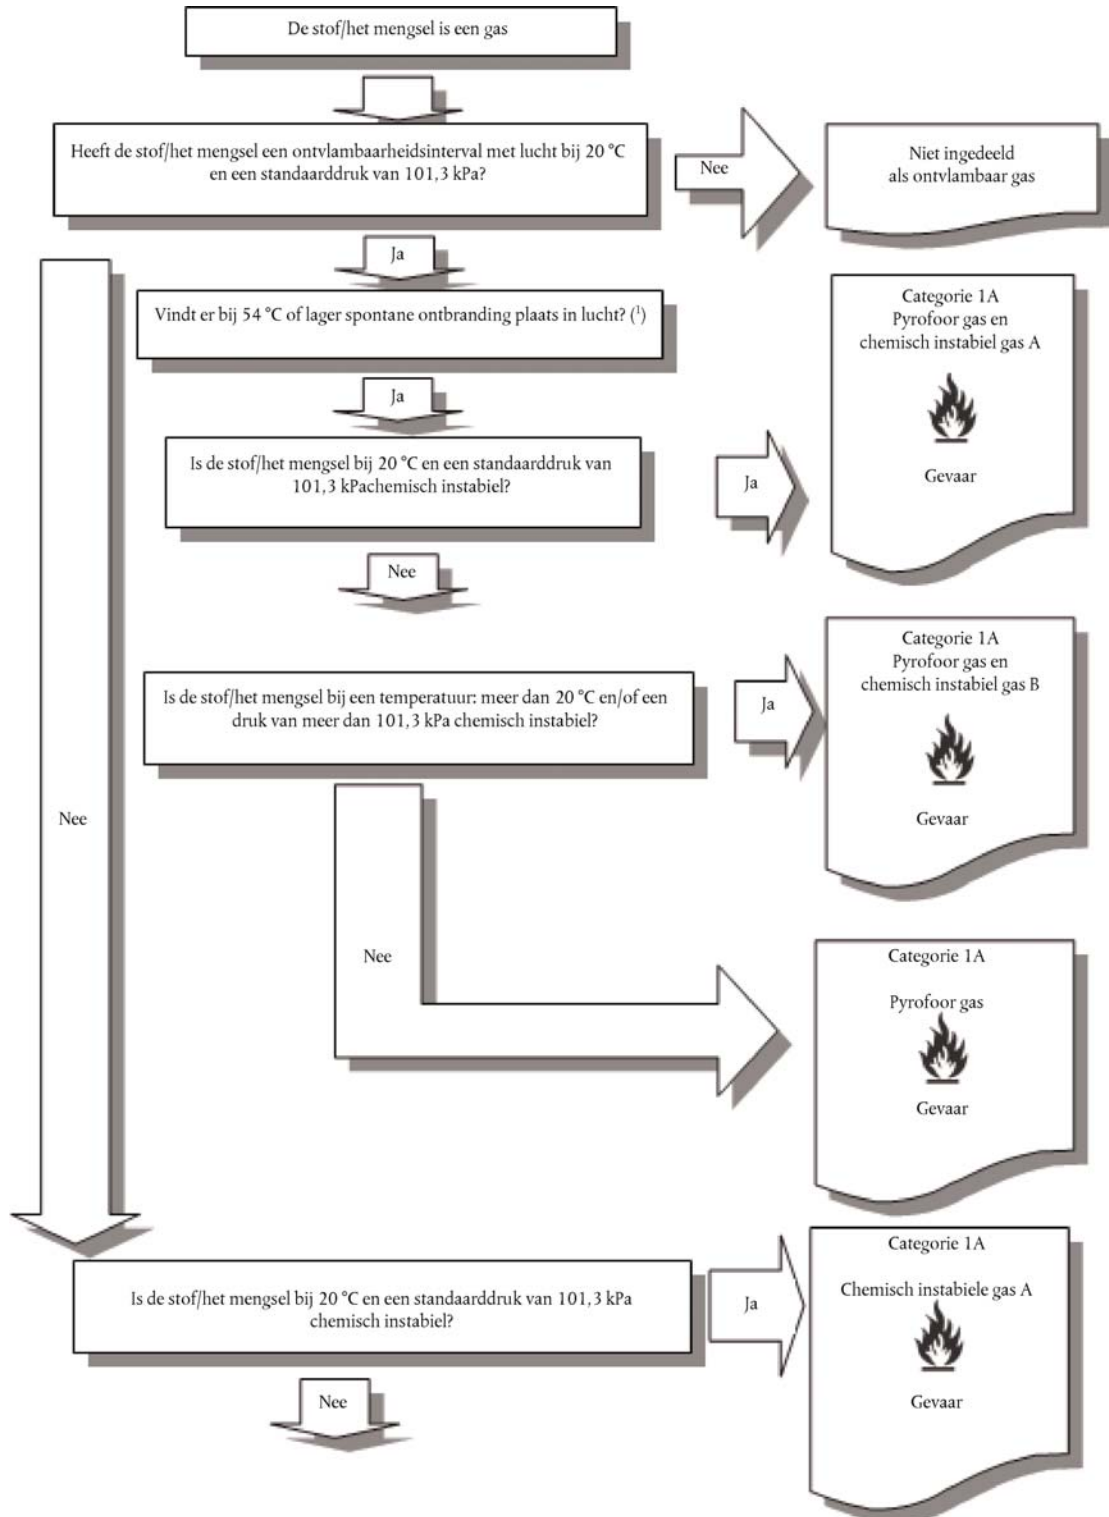 De stof/het mengsel is een gas
Heeft de stof/het mengsel een ontvlambaarheidsinterval met lucht bij 20 °C
en een standaarddruk van 101,3 kPa?
Nee
Niet ingedeeld
als ontvlambaar gas
Ja
Vindt er bij 54 °C of lager spontane ontbranding plaats in lucht? (¹)
Categorie 1A
Pyrofoor gas en
chemisch instabiel gas A
Gevaar
Ja
Is de stof/het mengsel bij 20 °C en een standaarddruk van
101,3 kPachemisch instabiel?
Ja
Nee
Is de stof/het mengsel bij een temperatuur: meer dan 20 °C en/of een
druk van meer dan 101,3 kPa chemisch instabiel?
Ja
Categorie 1A
Pyrofoor gas en
chemisch instabiel gas B
Gevaar
Nee
Nee
Categorie 1A
Pyrofoor gas
Gevaar
Is de stof/het mengsel bij 20 °C en een standaarddruk van 101,3 kPa
chemisch instabiel?
Ja
Categorie 1A
Chemisch instabiele gas A
Gevaar
Nee